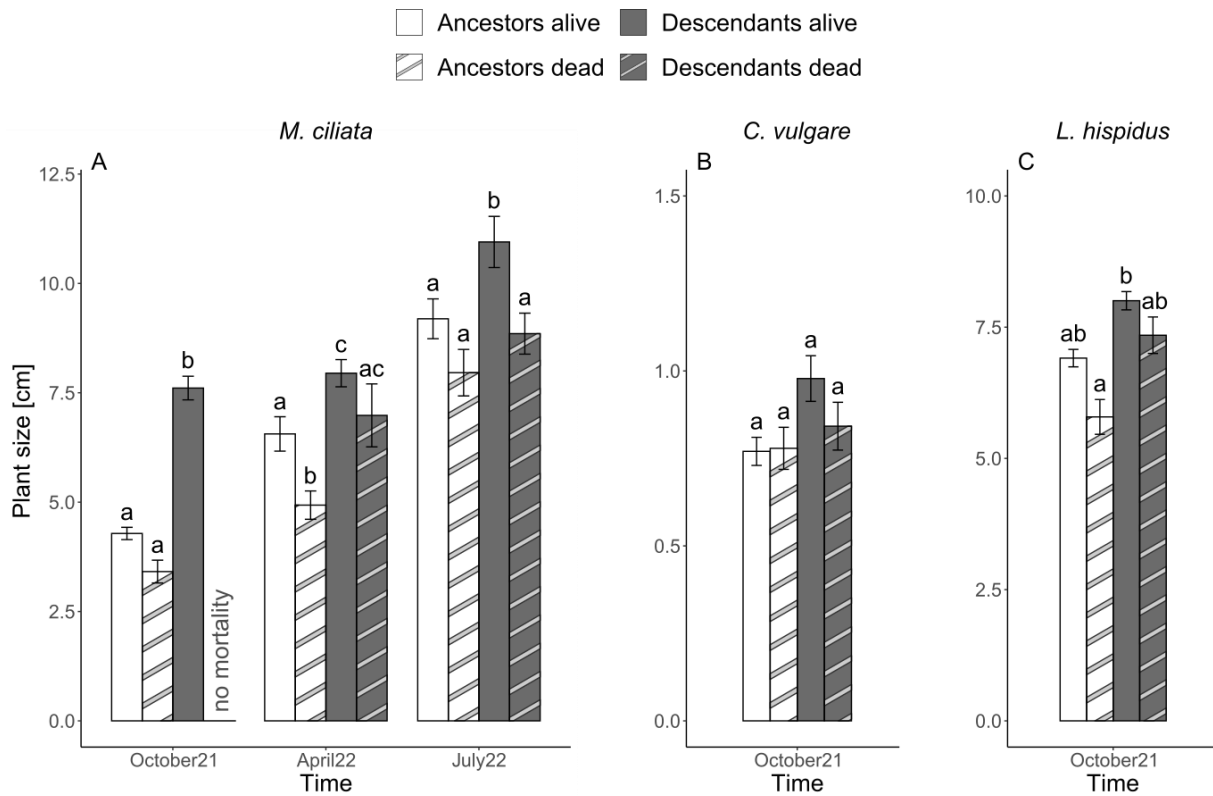 Ancestors alive Descendants alive
Ancestors dead Descendants dead
M. ciliata
C. vulgare
L. hispidus
A
12.5
10.0
7.5
5.0
2.5
0.0
Plant size [cm]
a
a
b
no mortality
a
b
c
ac
a
a
b
a
October21
April22
July22
Time
B
1.5
1.0
0.5
0.0
a
a
a
a
October21
Time
C
10.0
7.5
5.0
2.5
0.0
ab
a
b
ab
October21
Time